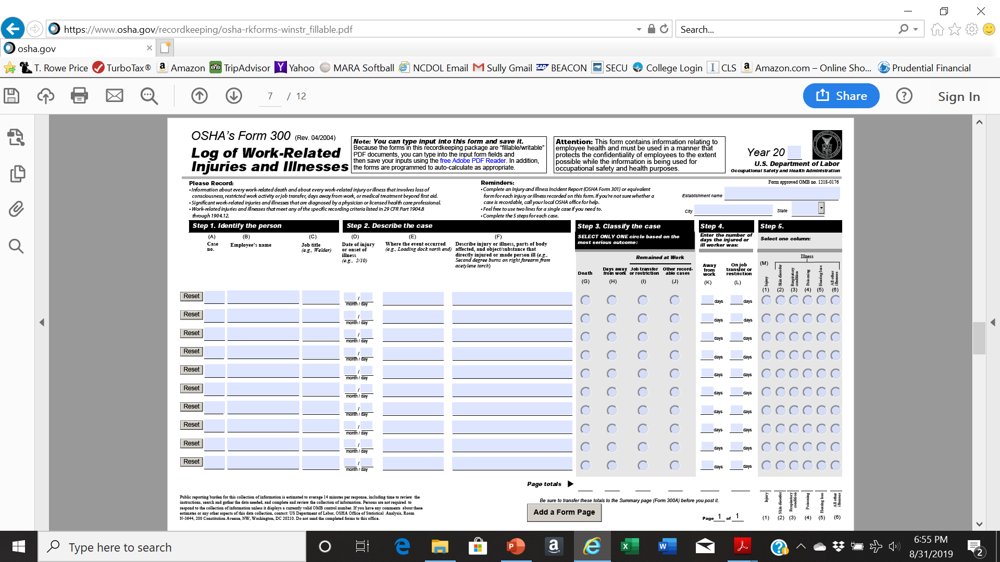 https://www.osha.gov/recordkeeping/osha-rkforms-winstr_fillable.pdf
Search...
osha.gov
T. Rowe Price TurboTax® Amazon TripAdvisor Yahoo MARA Softball NCDOL Email Sully Gmail BEACON SECU College Login CLS Amazon.com – Online Sho... Prudential Financial
7 / 12
Share
Sign In
OSHA's Form 300 (Rev. 04/2004)
Log of Work-Related
Injuries and Illnesses
Note: You can type input into this form and save it.
Because the forms in this recordkeeping package are "fillable/writable"
PDF documents, you can type into the input form fields and
then save your inputs using the free Adobe PDF Reader. In addition,
the forms are programmed to auto-calculate as appropriate.
Attention: This form contains information relating to
employee health and must be used in a manner that
protects the confidentiality of employees to the extent
possible while the information is being used for
occupational safety and health purposes.
Year 20
U.S. Department of Labor
Occupational Safety and Health Administration
Form approved OMB no. 1218-0176
Please Record:
• Information about every work-related death and about every work-related injury or illness that involves loss of
consciousness, restricted work activity or job transfer, days away from work, or medical treatment beyond first aid.
• Significant work-related injuries and illnesses that are diagnosed by a physician or licensed health care professional.
• Work-related injuries and illnesses that meet any of the specific recording criteria listed in 29 CFR Part 1904.8
through 1904.12.
Reminders:
• Complete an Injury and Illness Incident Report (OSHA Form 301) or equivalent
form for each injury or illness recorded on this form. If you're not sure whether a
case is recordable, call your local OSHA office for help.
• Feel free to use two lines for a single case if you need to.
• Complete the 5 steps for each case.
Establishment name
City
State
Step 1. Identify the person
Step 2. Describe the case
Step 3. Classify the case
Step 4.
Step 5.
SELECT ONLY ONE circle based on the
most serious outcome:
Enter the number of
days the injured or
ill worker was:
Select one column:
(A)
Case
no.
(B)
Employee's name
(C)
Job title
(e.g., Welder)
(D)
Date of injury
or onset of
illness
(e.g., 2/10)
(E)
Where the event occurred
(e.g., Loading dock north end)
(F)
Describe injury or illness, parts of body
affected, and object/substance that
directly injured or made person ill (e.g.,
Second degree burns on right forearm from
acetylene torch)
Remained at Work
Death
(G)
Days away
from work
(H)
Job transfer
or restriction
(I)
Other record-
able cases
(J)
Away
from
work
(K)
On job
transfer or
restriction
(L)
(M)
Illness
Injury
Skin disorder
Respiratory
condition
Poisoning
Hearing loss
All other
illnesses
(1) (2) (3) (4) (5) (6)
Reset / month / day days days
Reset / month / day days days
Reset / month / day days days
Reset / month / day days days
Reset / month / day days days
Reset / month / day days days
Reset / month / day days days
Reset / month / day days days
Reset / month / day days days
Reset / month / day days days
Page totals
Be sure to transfer these totals to the Summary page (Form 300A) before you post it.
Add a Form Page
Page 1 of 1
Injury
Skin disorder
Respiratory
condition
Poisoning
Hearing loss
All other
illnesses
(1) (2) (3) (4) (5) (6)
Public reporting burden for this collection of information is estimated to average 14 minutes per response, including time to review the
instructions, search and gather the data needed, and complete and review the collection of information. Persons are not required to
respond to the collection of information unless it displays a currently valid OMB control number. If you have any comments about these
estimates or any other aspects of this data collection, contact: US Department of Labor, OSHA Office of Statistical Analysis, Room
N-3644, 200 Constitution Avenue, NW, Washington, DC 20210. Do not send the completed forms to this office.
Type here to search
6:55 PM
8/31/2019
2